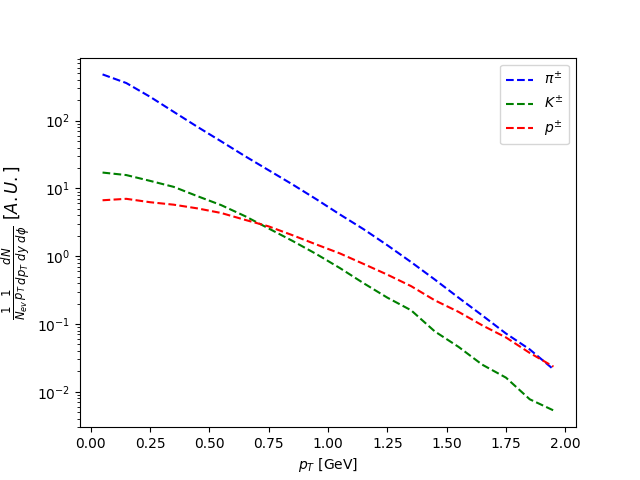 10²
10¹
10⁰
10⁻¹
10⁻²
1/N_ev 1/p_T dN/dp_T dy dϕ [A.U.]
π±
K±
p±
0.00 0.25 0.50 0.75 1.00 1.25 1.50 1.75 2.00
p_T [GeV]